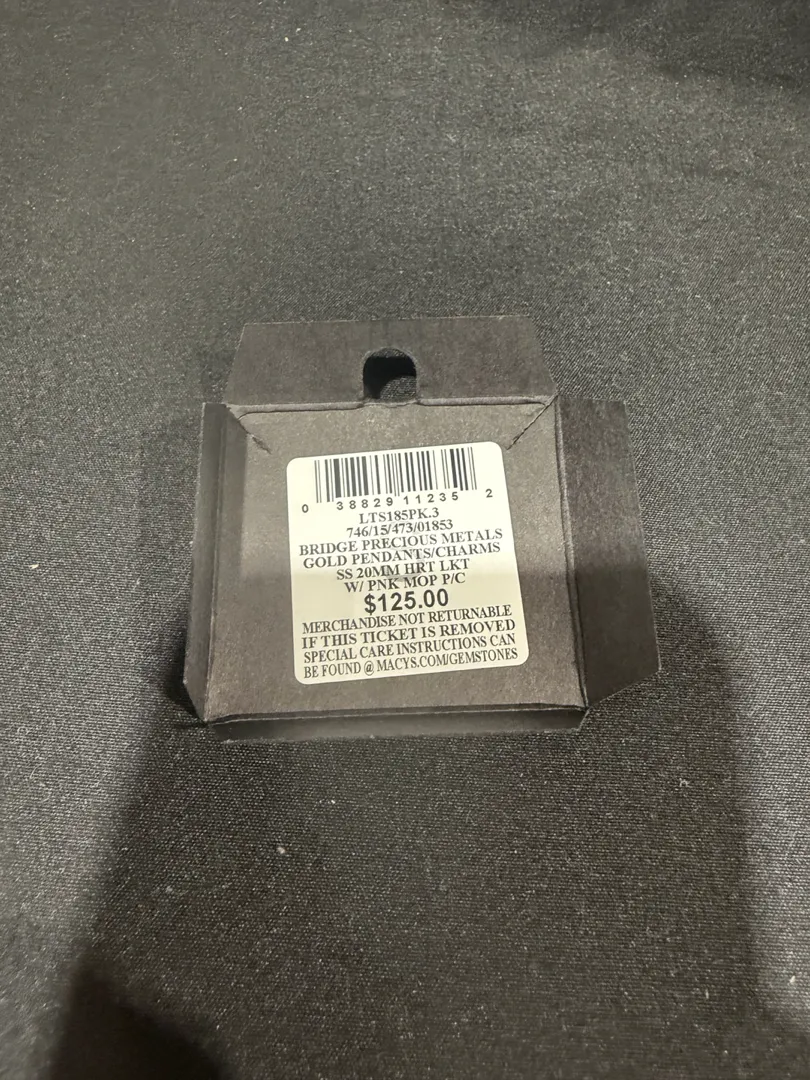 0 38829 11235 2
LTS185PK.3
746/15/473/01853
BRIDGE PRECIOUS METALS
GOLD PENDANTS/CHARMS
SS 20MM HRT LKT
W/ PNK MOP P/C
$125.00
MERCHANDISE NOT RETURNABLE
IF THIS TICKET IS REMOVED
SPECIAL CARE INSTRUCTIONS CAN
BE FOUND @ MACYS.COM/GEMSTONES